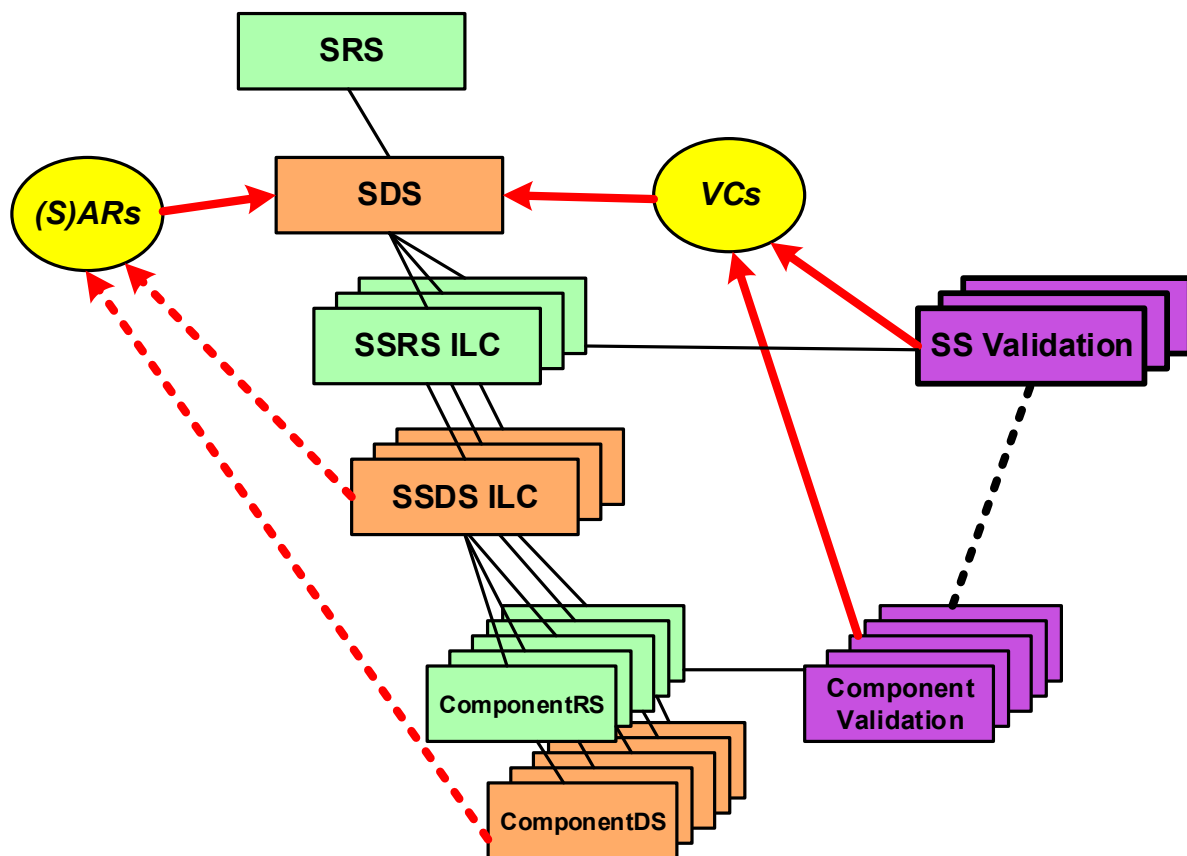 SRS
(S)ARs
SDS
VCs
SSRS ILC
SS Validation
SSDS ILC
ComponentRS
Component
Validation
ComponentDS